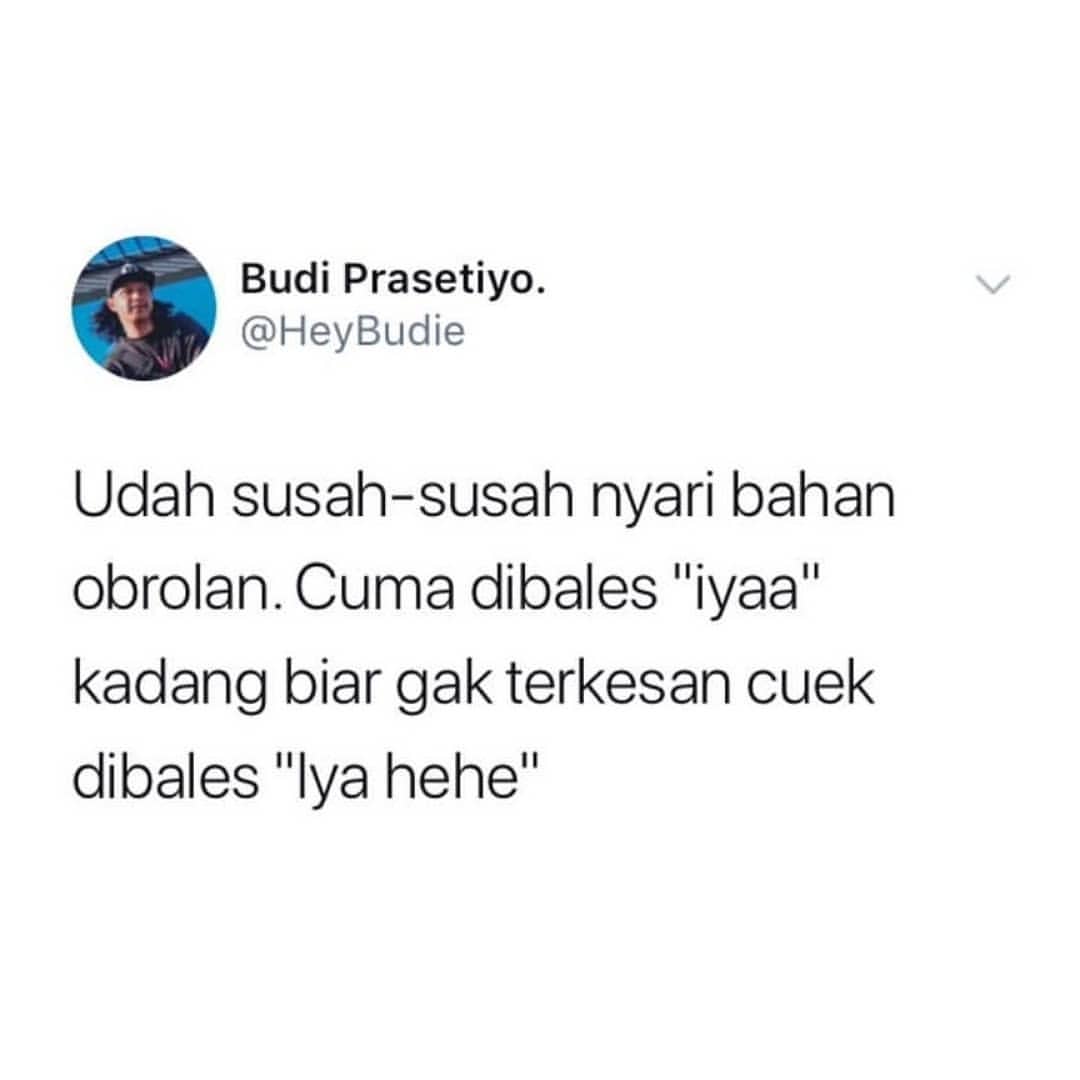 Budi Prasetiyo.
@HeyBudie
Udah susah-susah nyari bahan
obrolan. Cuma dibales "iyaa"
kadang biar gak terkesan cuek
dibales "Iya hehe"